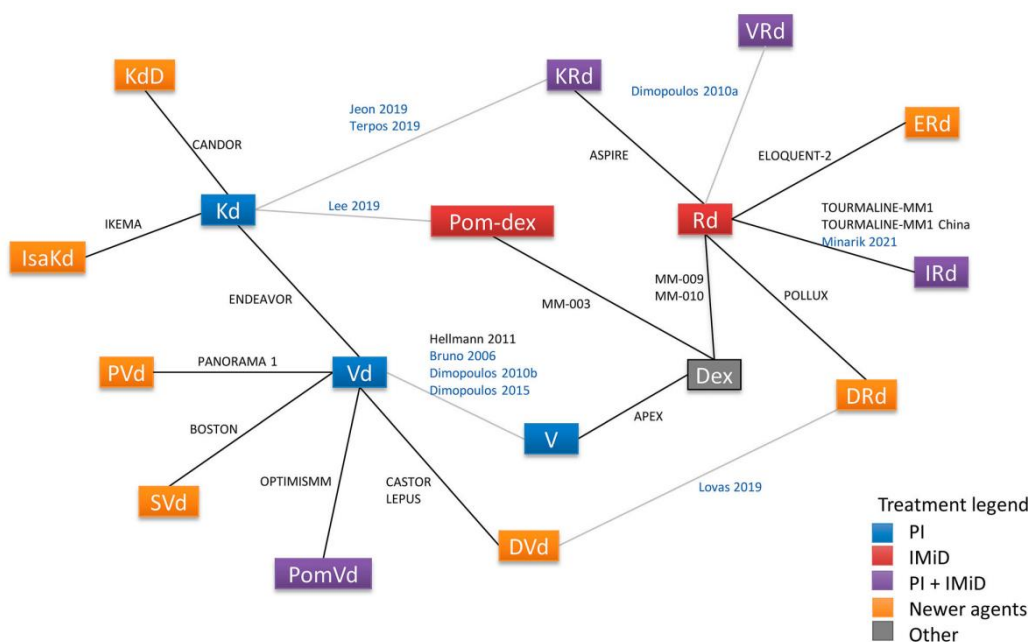 VRd
KdD
KRd
Dimopoulos 2010a
Jeon 2019
Terpos 2019
ERd
CANDOR
ASPIRE
ELOQUENT-2
Kd
Lee 2019
Pom-dex
Rd
TOURMALINE-MM1
TOURMALINE-MM1 China
Minarik 2021
IKEMA
IsaKd
IRd
ENDEAVOR
MM-003
MM-009
MM-010
POLLUX
Hellmann 2011
Bruno 2006
Dimopoulos 2010b
Dimopoulos 2015
PANORAMA 1
PVd
Vd
Dex
DRd
APEX
BOSTON
V
OPTIMISMM
CASTOR
LEPUS
Lovas 2019
SVd
DVd
PomVd
Treatment legend
PI
IMiD
PI + IMiD
Newer agents
Other